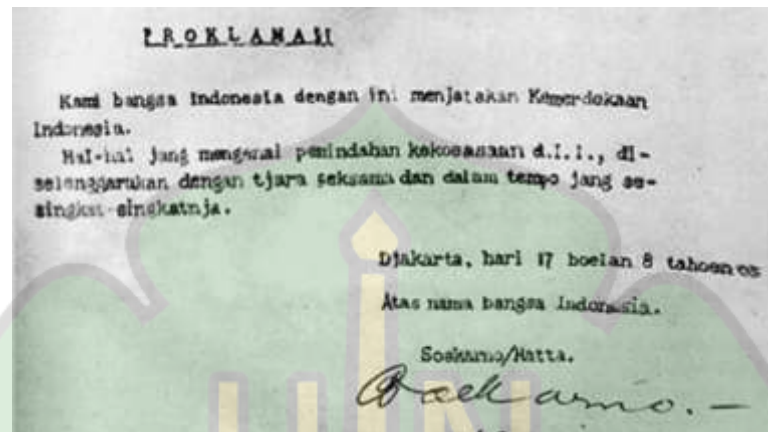 PROKLAMASI
Kami bangsa Indonesia dengan ini menjatakan Kemerdekaan
Indonesia.
Hal-hal jang mengenai pemindahan kekoeasaan d.l.l., di-
selenggarakan dengan tjara seksama dan dalam tempo jang se-
singkat-singkatnja.
Djakarta, hari 17 boelan 8 tahoen 05
Atas nama bangsa Indonesia.
Soekarno/Hatta.
Soekarno.-
UIN